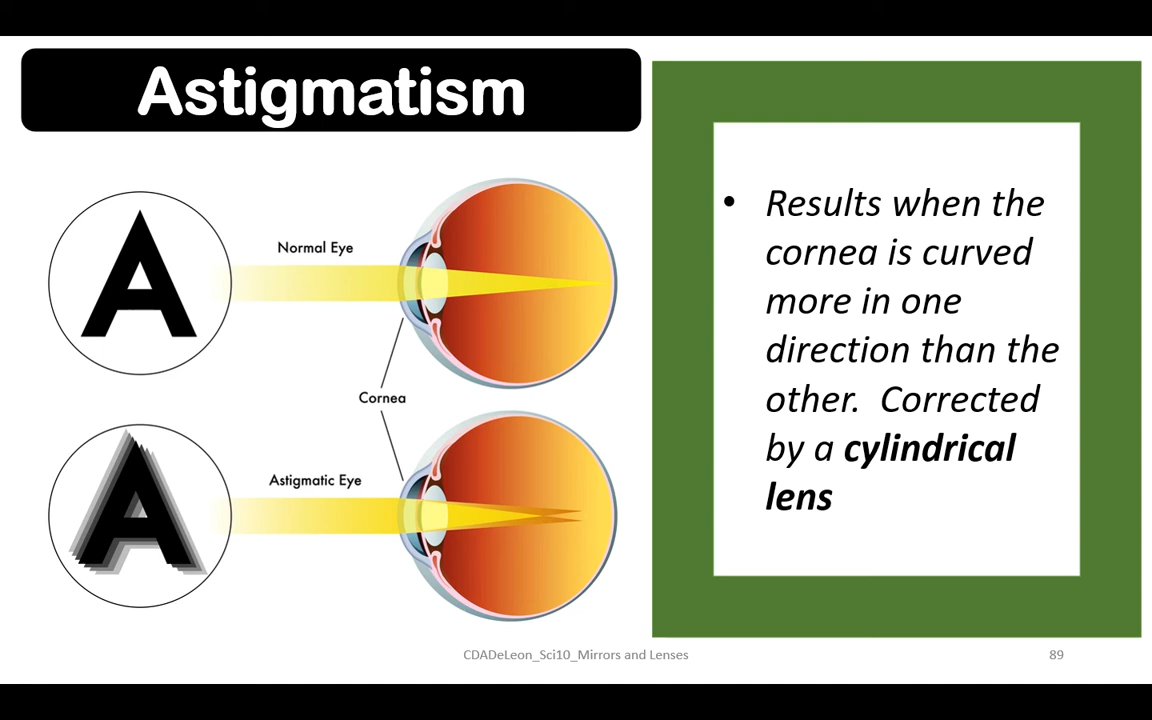 Astigmatism
A
Normal Eye
Cornea
A
Astigmatic Eye
• Results when the
cornea is curved
more in one
direction than the
other.  Corrected
by a cylindrical
lens
CDADeLeon_Sci10_Mirrors and Lenses
89